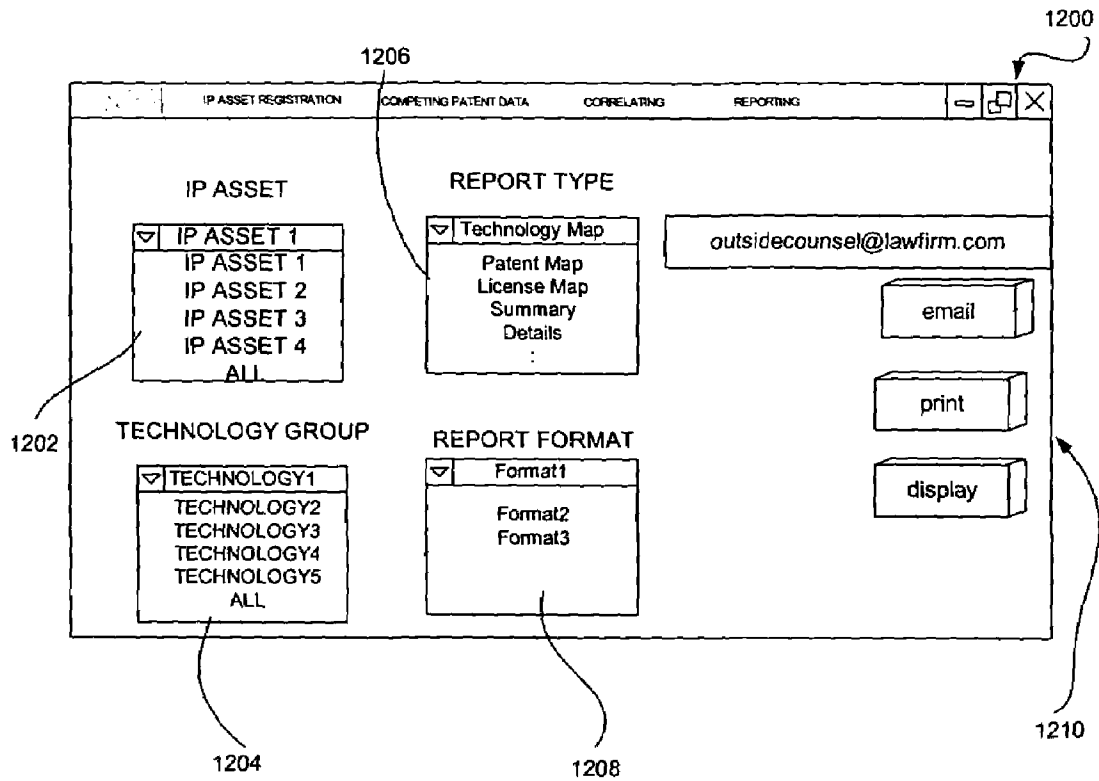 1200
1206
IP ASSET REGISTRATION COMPETING PATENT DATA CORRELATING REPORTING
IP ASSET
IP ASSET 1
IP ASSET 1
IP ASSET 2
IP ASSET 3
IP ASSET 4
ALL
1202
REPORT TYPE
Technology Map
Patent Map
License Map
Summary
Details
:
outsidecounsel@lawfirm.com
email
print
display
TECHNOLOGY GROUP
TECHNOLOGY1
TECHNOLOGY2
TECHNOLOGY3
TECHNOLOGY4
TECHNOLOGY5
ALL
REPORT FORMAT
Format1
Format2
Format3
1204
1208
1210